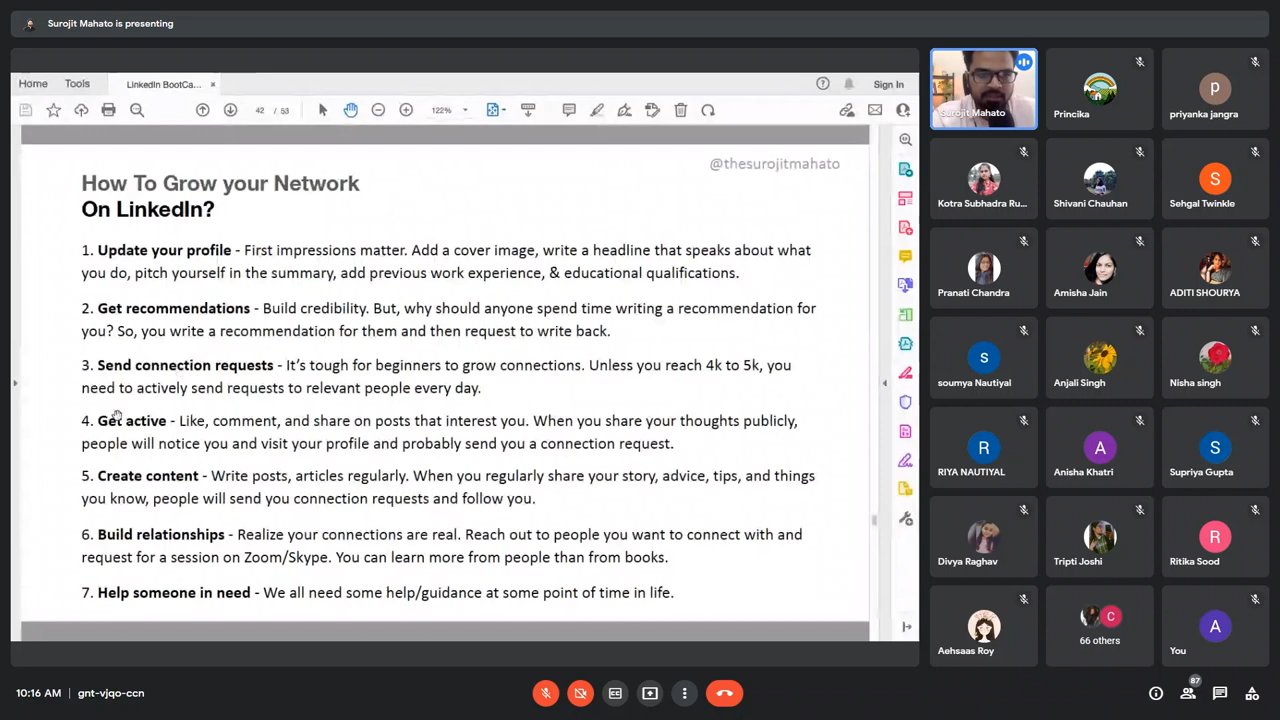 Surojit Mahato is presenting
Home Tools LinkedIn BootCa... × Sign In
42 / 53 122%
@thesurojitmahato
How To Grow your Network
On LinkedIn?
1. Update your profile - First impressions matter. Add a cover image, write a headline that speaks about what
you do, pitch yourself in the summary, add previous work experience, & educational qualifications.
2. Get recommendations - Build credibility. But, why should anyone spend time writing a recommendation for
you? So, you write a recommendation for them and then request to write back.
3. Send connection requests - It's tough for beginners to grow connections. Unless you reach 4k to 5k, you
need to actively send requests to relevant people every day.
4. Get active - Like, comment, and share on posts that interest you. When you share your thoughts publicly,
people will notice you and visit your profile and probably send you a connection request.
5. Create content - Write posts, articles regularly. When you regularly share your story, advice, tips, and things
you know, people will send you connection requests and follow you.
6. Build relationships - Realize your connections are real. Reach out to people you want to connect with and
request for a session on Zoom/Skype. You can learn more from people than from books.
7. Help someone in need - We all need some help/guidance at some point of time in life.
Surojit Mahato
Princika
p
priyanka jangra
Kotra Subhadra Ru...
Shivani Chauhan
S
Sehgal Twinkle
Pranati Chandra
Amisha Jain
ADITI SHOURYA
s
soumya Nautiyal
Anjali Singh
Nisha singh
R
RIYA NAUTIYAL
A
Anisha Khatri
S
Supriya Gupta
Divya Raghav
Tripti Joshi
R
Ritika Sood
Aehsaas Roy
C
66 others
A
You
10:16 AM | gnt-vjqo-ccn
87